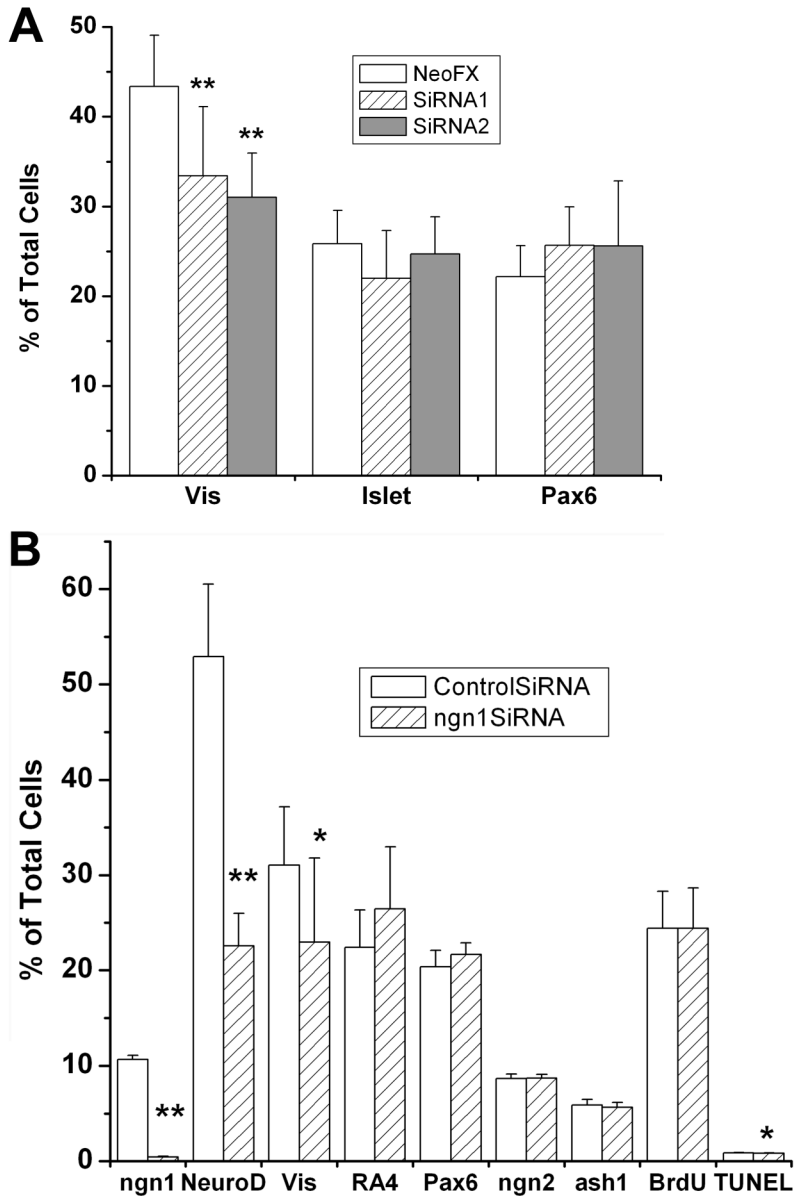 A
50
40
30
20
10
0
% of Total Cells
NeoFX
SiRNA1
SiRNA2
**
**
Vis Islet Pax6
B
60
50
40
30
20
10
0
% of Total Cells
ControlSiRNA
ngn1SiRNA
**
**
*
*
ngn1 NeuroD Vis RA4 Pax6 ngn2 ash1 BrdU TUNEL